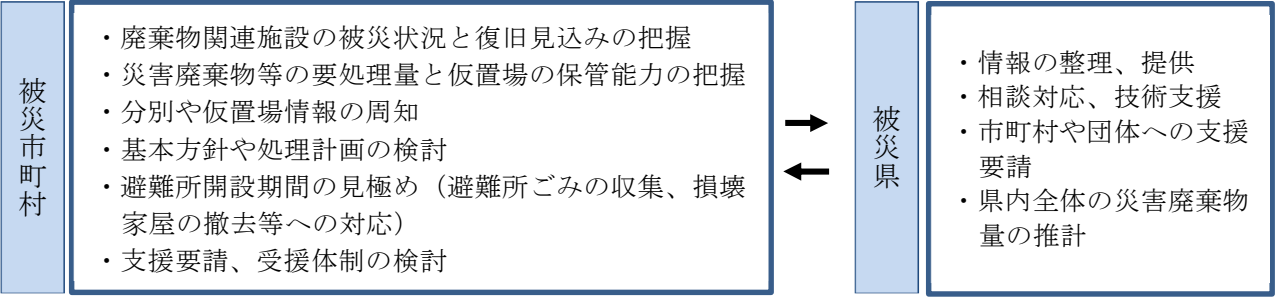 被災市町村
・廃棄物関連施設の被災状況と復旧見込みの把握
・災害廃棄物等の要処理量と仮置場の保管能力の把握
・分別や仮置場情報の周知
・基本方針や処理計画の検討
・避難所開設期間の見極め（避難所ごみの収集、損壊
家屋の撤去等への対応）
・支援要請、受援体制の検討
被災県
・情報の整理、提供
・相談対応、技術支援
・市町村や団体への支援
要請
・県内全体の災害廃棄物
量の推計